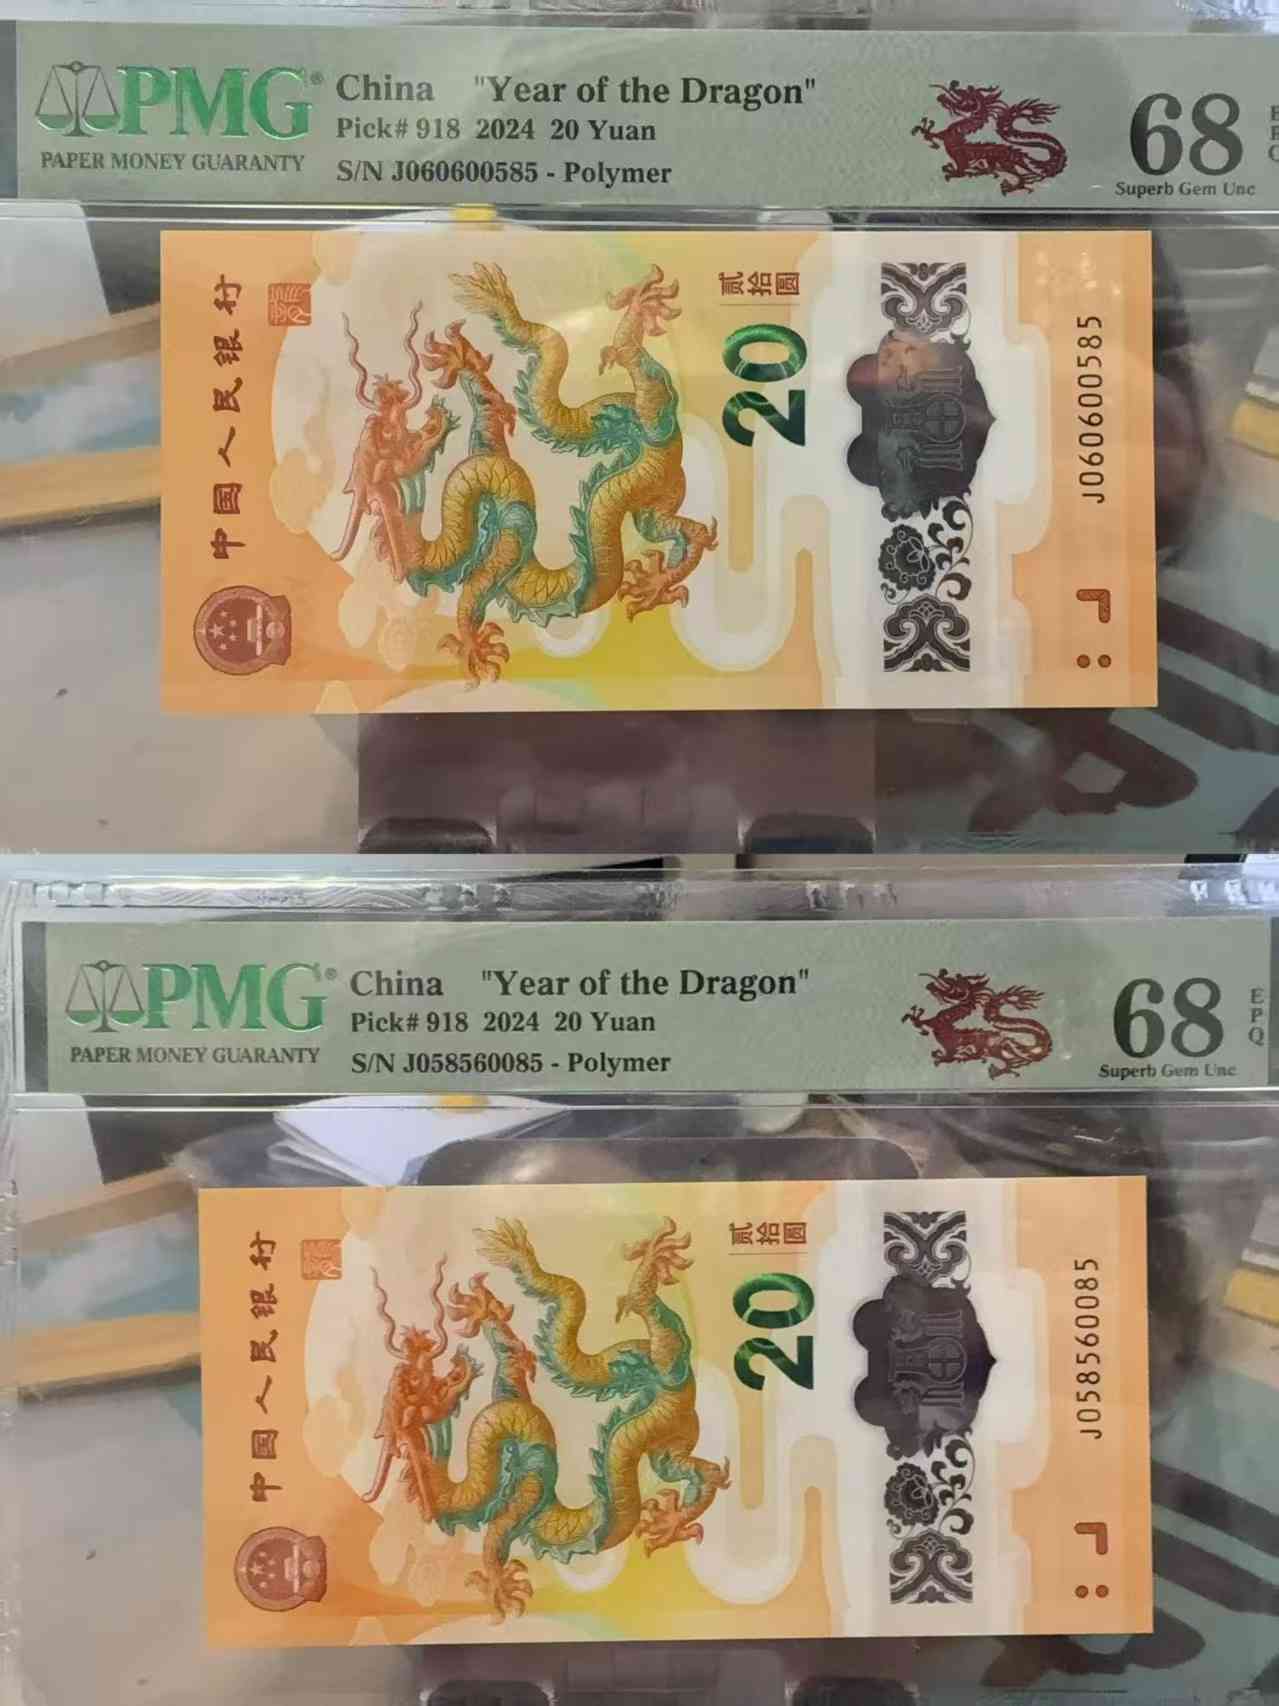 PMG®
PAPER MONEY GUARANTY
China "Year of the Dragon"
Pick# 918 2024 20 Yuan
S/N J060600585 - Polymer
68
Superb Gem Unc
中国人民银行
贰拾圆
20
J060600585
PMG®
PAPER MONEY GUARANTY
China "Year of the Dragon"
Pick# 918 2024 20 Yuan
S/N J058560085 - Polymer
68
EPQ
Superb Gem Unc
中国人民银行
贰拾圆
20
J058560085